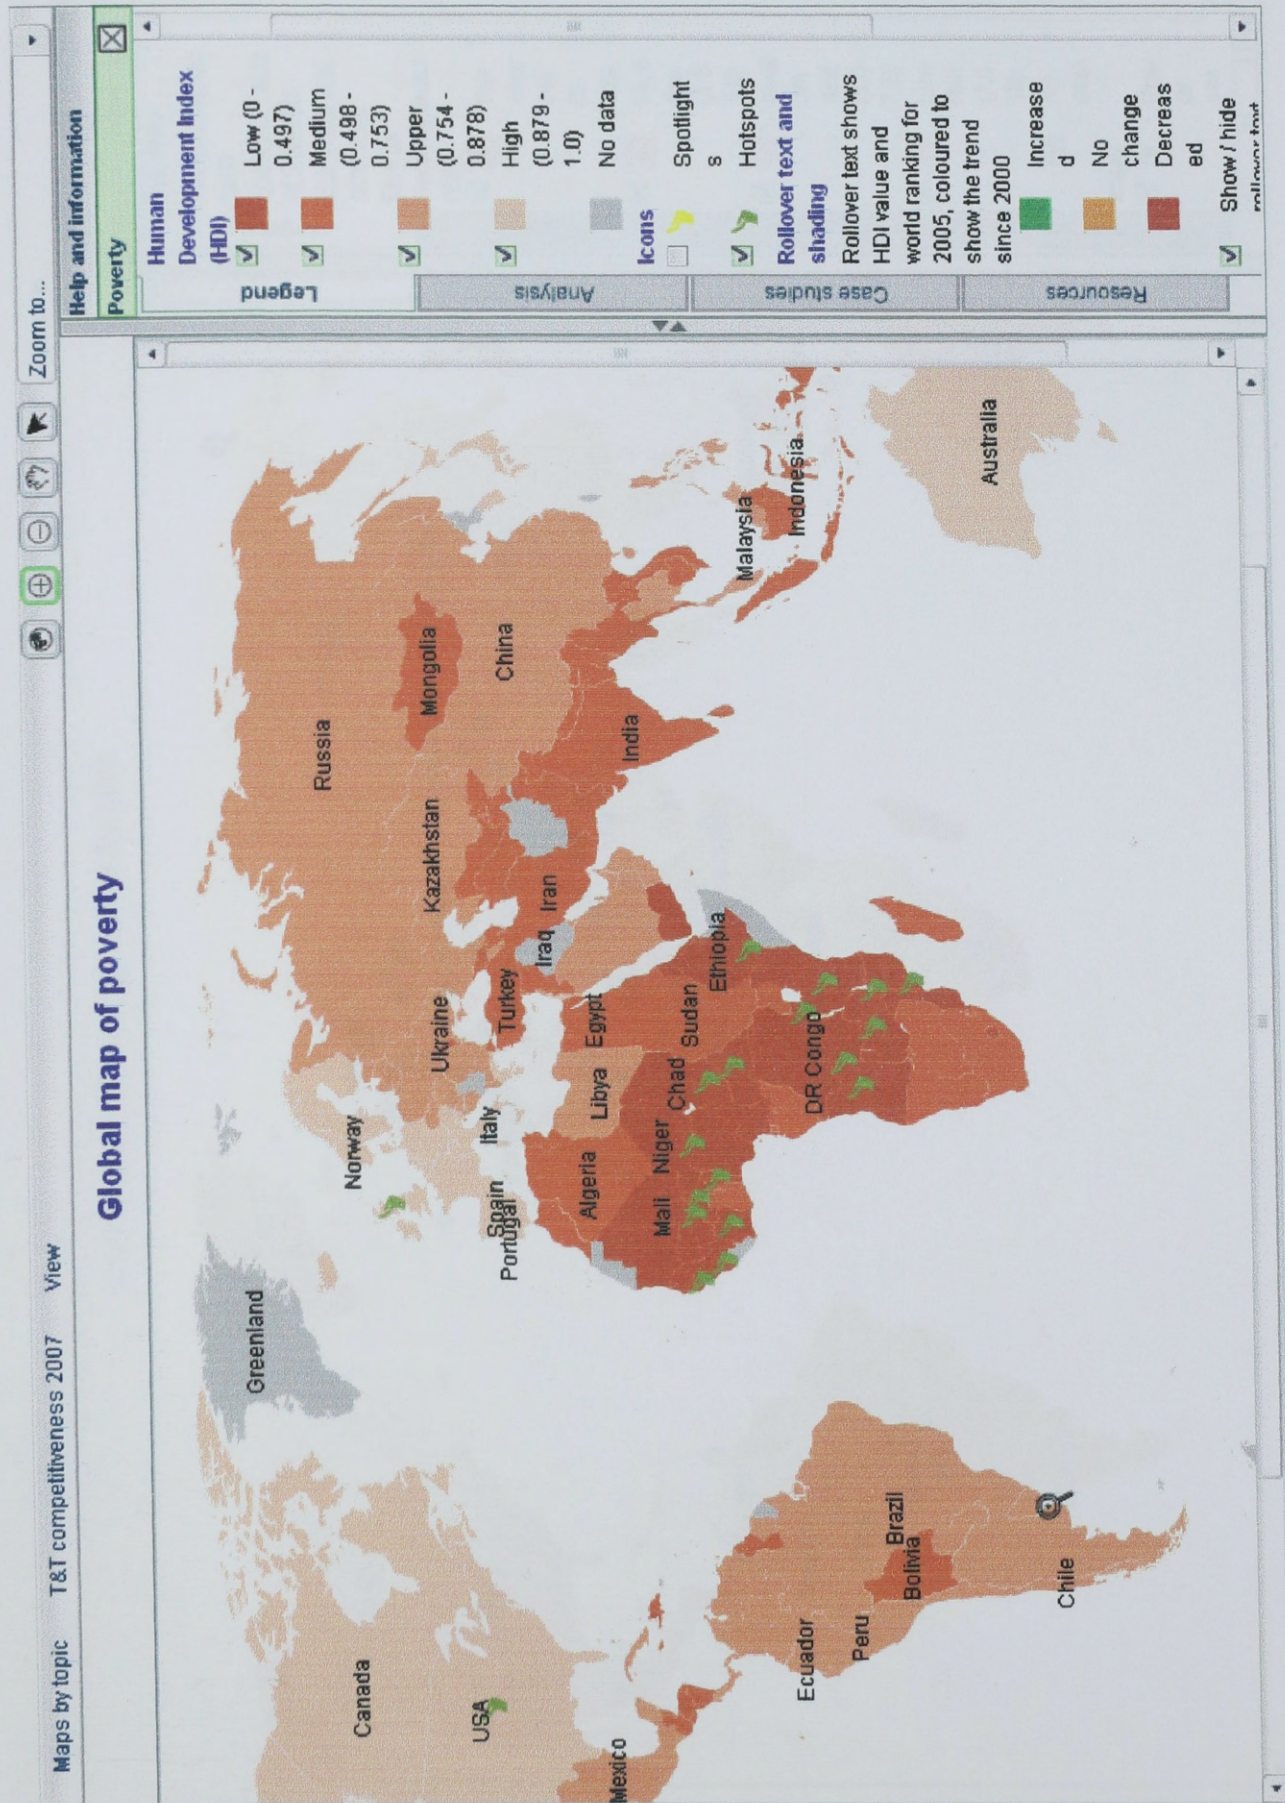 Maps by topic T&T competitiveness 2007 View
Zoom to...
Global map of poverty
Help and information
Poverty
Legend
Analysis
Case studies
Resources
Human
Development Index
(HDI)
Low (0 -
0.497)
Medium
(0.498 -
0.753)
Upper
(0.754 -
0.878)
High
(0.879 -
1.0)
No data
Icons
Spotlight
s
Hotspots
Rollover text and
shading
Rollover text shows
HDI value and
world ranking for
2005, coloured to
show the trend
since 2000
Increase
d
No
change
Decreas
ed
Show / hide
rollover text
Greenland
Canada
USA
Mexico
Norway
Russia
Ukraine
Kazakhstan
Mongolia
Italy
Spain
Portugal
Turkey
Iraq
Iran
China
Algeria
Libya
Egypt
India
Mali
Niger
Chad
Sudan
Ethiopia
Malaysia
Indonesia
DR Congo
Ecuador
Peru
Brazil
Bolivia
Chile
Australia